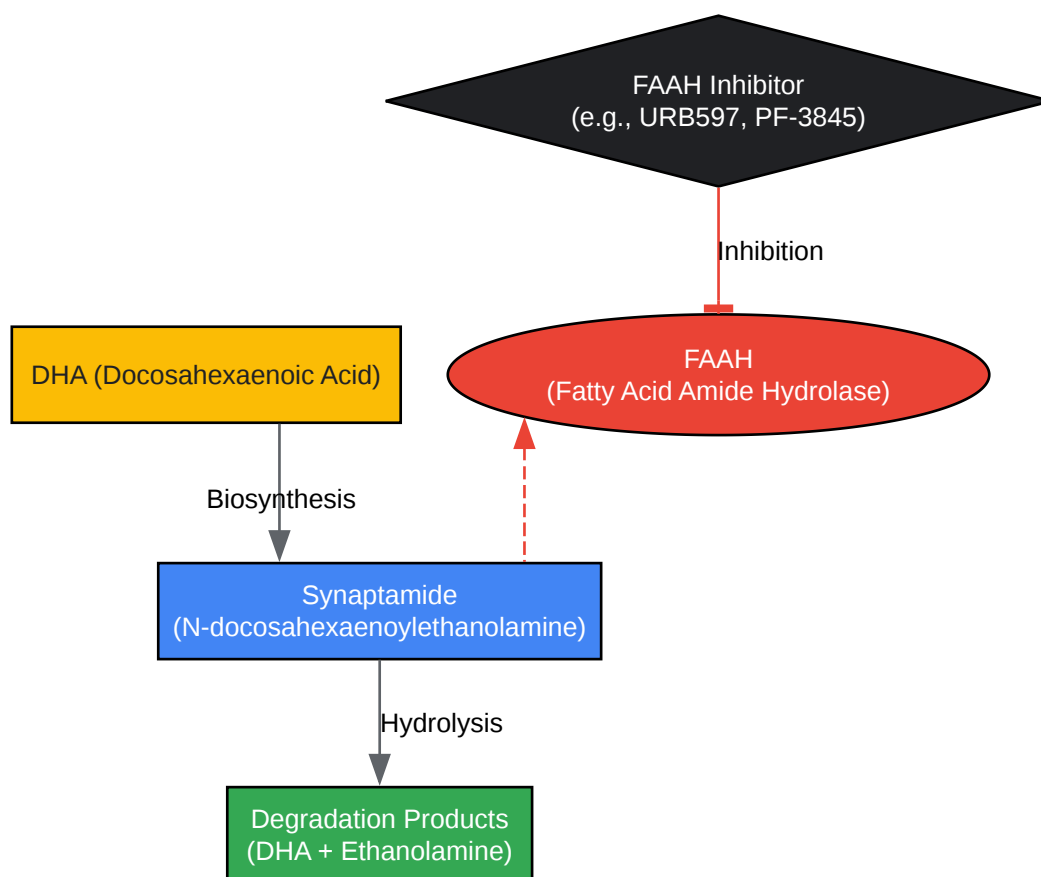 FAAH Inhibitor
(e.g., URB597, PF-3845)
Inhibition
DHA (Docosahexaenoic Acid)
FAAH
(Fatty Acid Amide Hydrolase)
Biosynthesis
Synaptamide
(N-docosahexaenoylethanolamine)
Hydrolysis
Degradation Products
(DHA + Ethanolamine)